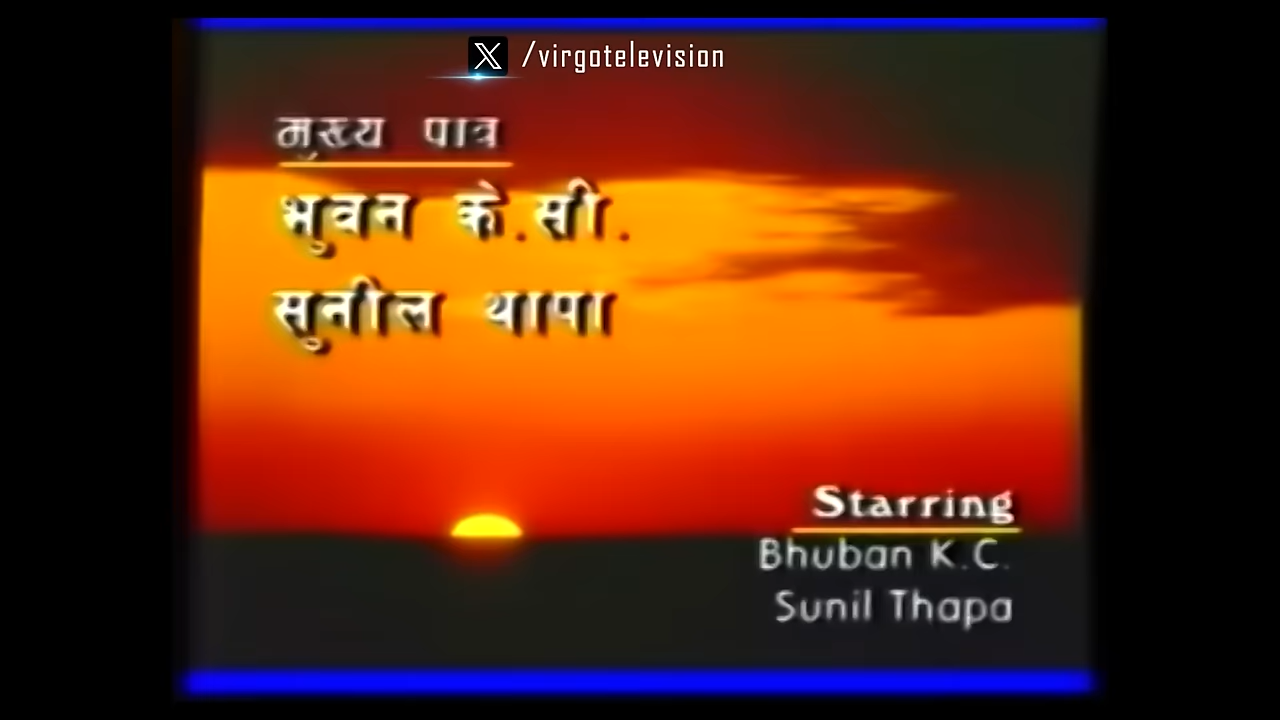 /virgotelevision
मुख्य पात्र
भुवन के.सी.
सुनील थापा
Starring
Bhuban K.C.
Sunil Thapa